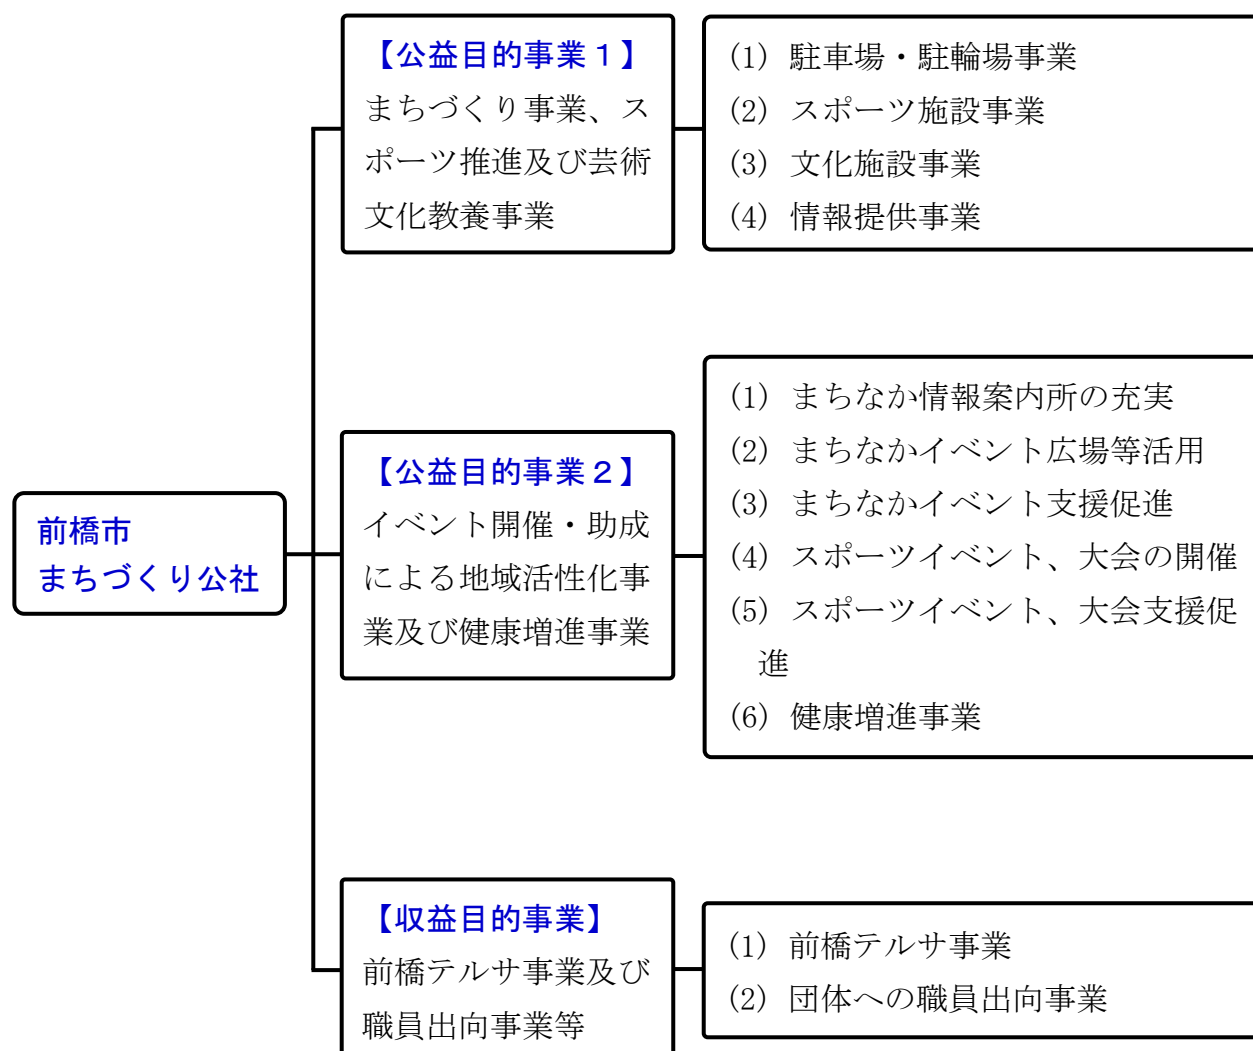 【公益目的事業１】
まちづくり事業、ス
ポーツ推進及び芸術
文化教養事業
(1) 駐車場・駐輪場事業
(2) スポーツ施設事業
(3) 文化施設事業
(4) 情報提供事業
前橋市
まちづくり公社
【公益目的事業２】
イベント開催・助成
による地域活性化事
業及び健康増進事業
(1) まちなか情報案内所の充実
(2) まちなかイベント広場等活用
(3) まちなかイベント支援促進
(4) スポーツイベント、大会の開催
(5) スポーツイベント、大会支援促
進
(6) 健康増進事業
【収益目的事業】
前橋テルサ事業及び
職員出向事業等
(1) 前橋テルサ事業
(2) 団体への職員出向事業